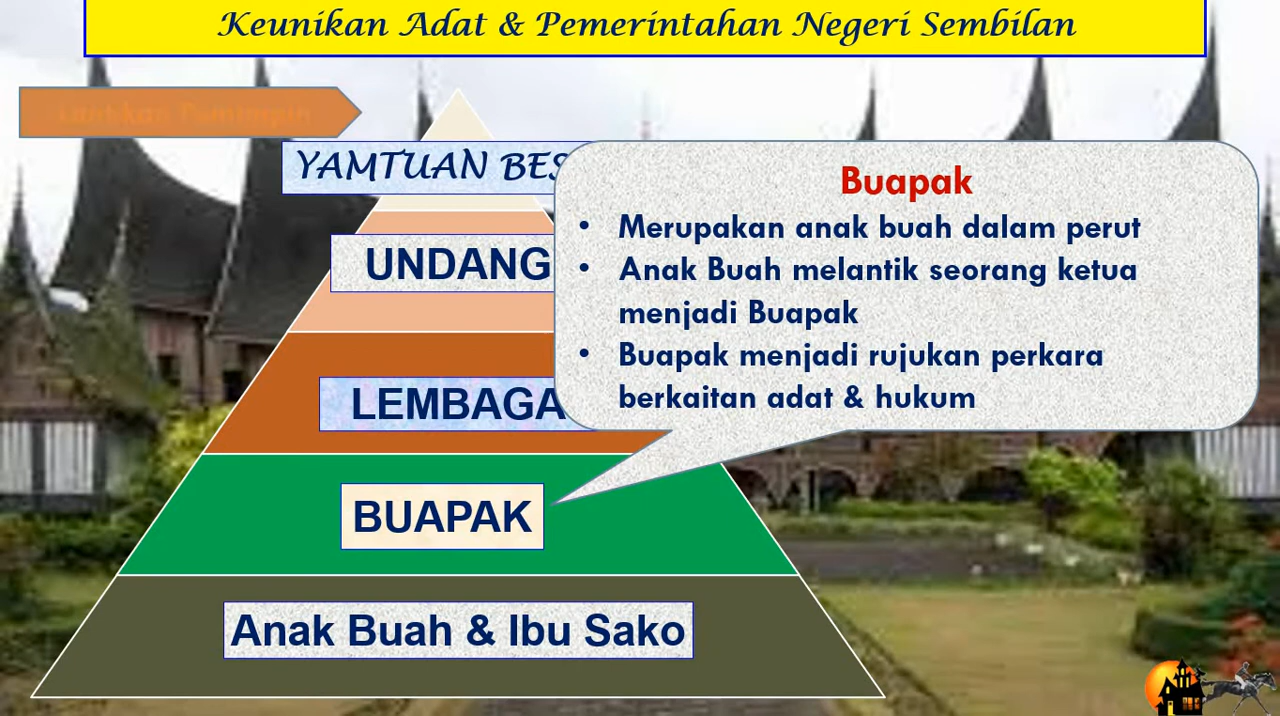 Keunikan Adat & Pemerintahan Negeri Sembilan
YAMTUAN BES
UNDANG
LEMBAGA
BUAPAK
Anak Buah & Ibu Sako
Buapak
• Merupakan anak buah dalam perut
• Anak Buah melantik seorang ketua
menjadi Buapak
• Buapak menjadi rujukan perkara
berkaitan adat & hukum